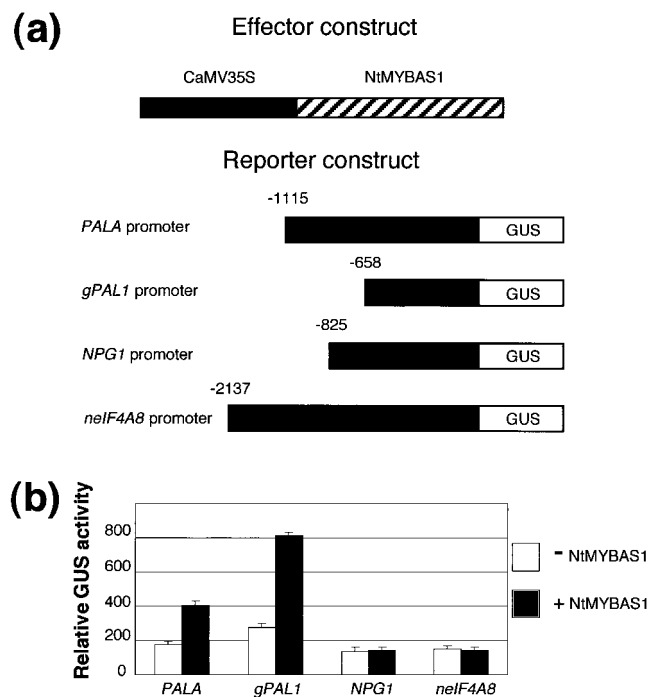 (a)
Effector construct
CaMV35S NtMYBAS1
Reporter construct
-1115
PALA promoter GUS
-658
gPAL1 promoter GUS
-825
NPG1 promoter GUS
-2137
neIF4A8 promoter GUS
(b)
Relative GUS activity
800
600
400
200
0
PALA gPAL1 NPG1 neIF4A8
- NtMYBAS1
+ NtMYBAS1